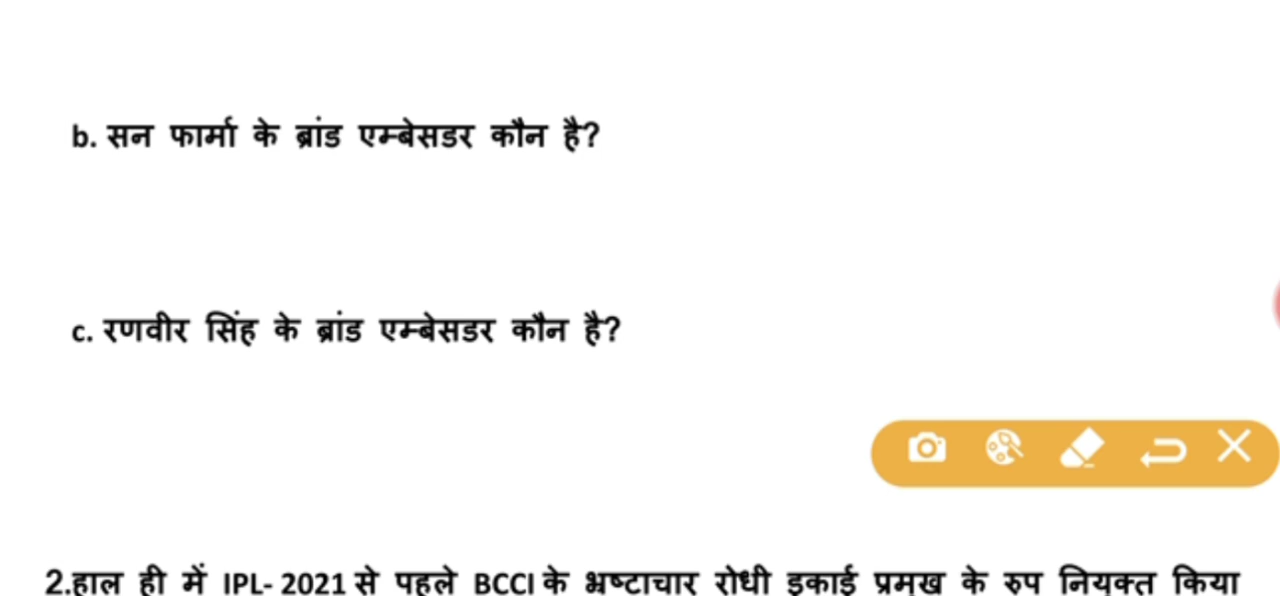 b. सन फार्मा के ब्रांड एम्बेसडर कौन है?
c. रणवीर सिंह के ब्रांड एम्बेसडर कौन है?
2.हाल ही में IPL- 2021 से पहले BCCI के भ्रष्टाचार रोधी इकाई प्रमुख के रुप नियुक्त किया